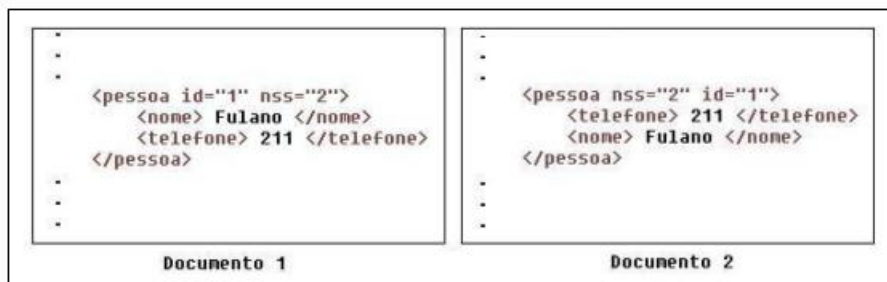 <pessoa id="1" nss="2">
<nome> Fulano </nome>
<telefone> 211 </telefone>
</pessoa>
Documento 1
<pessoa nss="2" id="1">
<telefone> 211 </telefone>
<nome> Fulano </nome>
</pessoa>
Documento 2